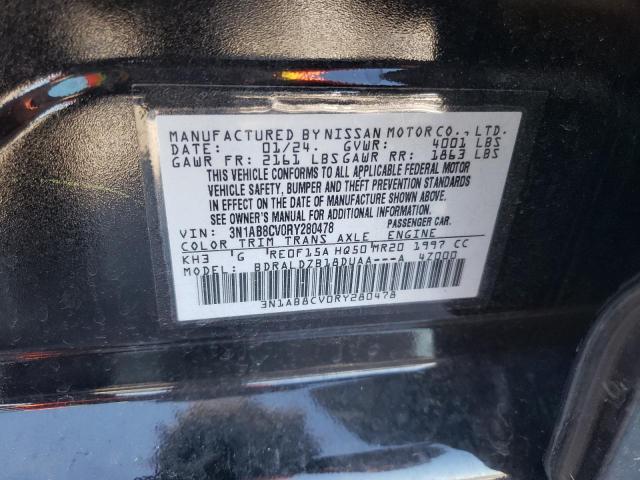 MANUFACTURED BY NISSAN MOTOR CO., LTD.
DATE: 01/24. GVWR: 4001 LBS
GAWR FR: 2161 LBS GAWR RR: 1863 LBS
THIS VEHICLE CONFORMS TO ALL APPLICABLE FEDERAL MOTOR
VEHICLE SAFETY, BUMPER AND THEFT PREVENTION STANDARDS
IN EFFECT ON THE DATE OF MANUFACTURE SHOWN ABOVE.
SEE OWNER'S MANUAL FOR ADDITIONAL INFORMATION.
VIN: 3N1AB8CV0RY280478 PASSENGER CAR.
COLOR TRIM TRANS AXLE ENGINE
KH3 G RE0F15A HQ50 MR20 1997 CC
MODEL: BDRALDZB18DUAA---A 47000
3N1AB8CV0RY280478